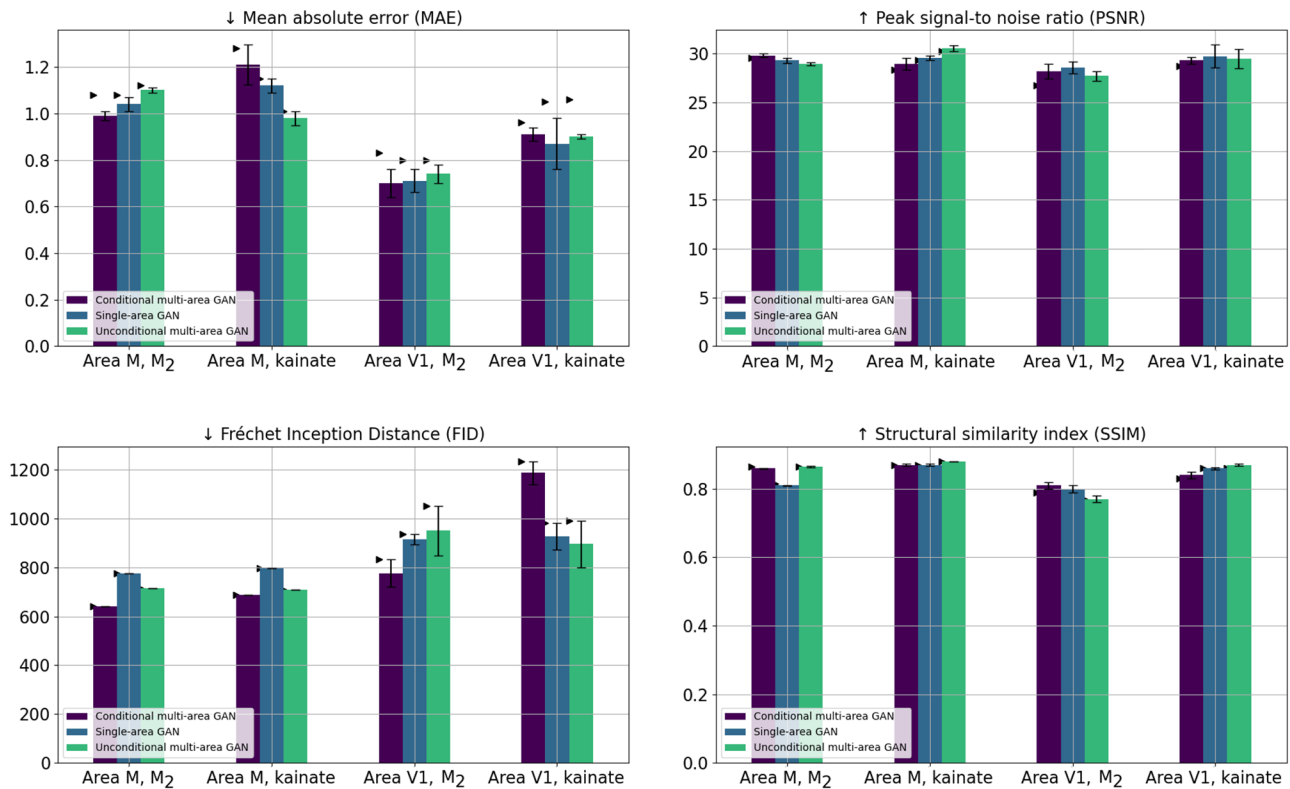 ↓ Mean absolute error (MAE)
1.2
1.0
0.8
0.6
0.4
0.2
0.0
Conditional multi-area GAN
Single-area GAN
Unconditional multi-area GAN
Area M, M₂
Area M, kainate
Area V1, M₂
Area V1, kainate
↑ Peak signal-to noise ratio (PSNR)
30
25
20
15
10
5
0
Conditional multi-area GAN
Single-area GAN
Unconditional multi-area GAN
Area M, M₂
Area M, kainate
Area V1, M₂
Area V1, kainate
↓ Fréchet Inception Distance (FID)
1200
1000
800
600
400
200
0
Conditional multi-area GAN
Single-area GAN
Unconditional multi-area GAN
Area M, M₂
Area M, kainate
Area V1, M₂
Area V1, kainate
↑ Structural similarity index (SSIM)
0.8
0.6
0.4
0.2
0.0
Conditional multi-area GAN
Single-area GAN
Unconditional multi-area GAN
Area M, M₂
Area M, kainate
Area V1, M₂
Area V1, kainate